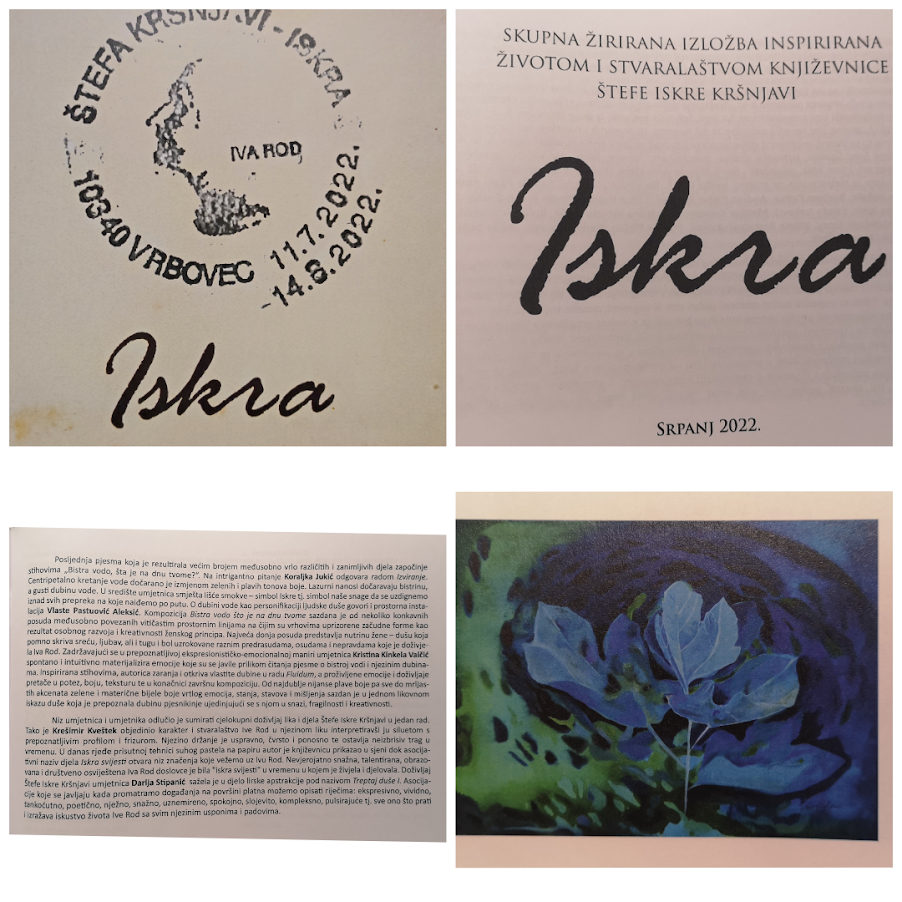 ŠTEFA KRŠNJAVI - ISKRA
IVA ROD
10340 VRBOVEC
11.7.2022.
-14.8.2022.
Iskra
SKUPNA ŽIRIRANA IZLOŽBA INSPIRIRANA
ŽIVOTOM I STVARALAŠTVOM KNJIŽEVNICE
ŠTEFE ISKRE KRŠNJAVI
Iskra
SRPANJ 2022.
Posljednja pjesma koja je rezultirala većim brojem međusobno vrlo različitih i zanimljivih djela započinje
stihovima „Bistra vodo, šta je na dnu tvome?“. Na intrigantno pitanje Koraljka Jukić odgovara radom Izviranje.
Centripetalno kretanje vode dočarano je izmjenom zelenih i plavih tonova boje. Lazurni nanosi dočaravaju bistrinu,
a gusti dubinu vode. U središte umjetnica smješta lišće smokve – simbol Iskre tj. simbol naše snage da se uzdignemo
iznad svih prepreka na koje naiđemo po putu. O dubini vode kao personifikaciji ljudske duše govori i prostorna insta-
lacija Vlaste Pastuović Aleksić. Kompozicija Bistra vodo što je na dnu tvome sazdana je od nekoliko konkavnih
posuda međusobno povezanih vitičastim prostornim linijama na čijim su vrhovima uprizorene začudne forme kao
rezultat osobnog razvoja i kreativnosti ženskog principa. Najveća donja posuda predstavlja nutrinu žene – dušu koja
pomno skriva sreću, ljubav, ali i tugu i bol uzrokovane raznim predrasudama, osudama i nepravdama koje je doživje-
la Iva Rod. Zadržavajući se u prepoznatljivoj ekspresionističko-emocionalnoj maniri umjetnica Kristina Kinkela Valčić
spontano i intuitivno materijalizira emocije koje su se javile prilikom čitanja pjesme o bistroj vodi i njezinim dubina-
ma. Inspirirana stihovima, autorica zaranja i otkriva vlastite dubine u radu Fluidum, a proživljene emocije i doživljaje
pretače u potez, boju, teksturu te u konačnici završnu kompoziciju. Od najdublje nijanse plave boje pa sve do mrljas-
tih akcenata zelene i materične bijele boje vrtlog emocija, stanja, stavova i mišljenja sazdan je u jednom likovnom
iskazu duše koja je prepoznala dubinu pjesnikinje ujedinjujući se s njom u snazi, fragilnosti i kreativnosti.
Niz umjetnica i umjetnika odlučio je sumirati cjelokupni doživljaj lika i djela Štefe Iskre Kršnjavi u jedan rad.
Tako je Krešimir Kveštek objedinio karakter i stvaralaštvo Ive Rod u njezinom liku interpretiravši ju siluetom s
prepoznatljivim profilom i frizurom. Njezino držanje je uspravno, čvrsto i ponosno te ostavlja neizbrisiv trag u
vremenu. U danas rjeđe prisutnoj tehnici suhog pastela na papiru autor je književnicu prikazao u sjeni dok asocija-
tivni naziv djela Iskra svijesti otvara niz značenja koje vežemo uz Ivu Rod. Nevjerojatno snažna, talentirana, obrazo-
vana i društveno osviještena Iva Rod doslovce je bila "iskra svijesti" u vremenu u kojem je živjela i djelovala. Doživljaj
Štefe Iskre Kršnjavi umjetnica Darija Stipanić, sažela je u djelo lirske apstrakcije pod nazivom Treptaj duše I. Asocija-
cije koje se javljaju kada promatramo događanja na površini platna možemo opisati riječima: ekspresivno, vividno,
tankoćutno, poetično, nježno, snažno, uznemireno, spokojno, slojevito, kompleksno, pulsirajuće tj. sve ono što prati
i izražava iskustvo života Ive Rod sa svim njezinim usponima i padovima.